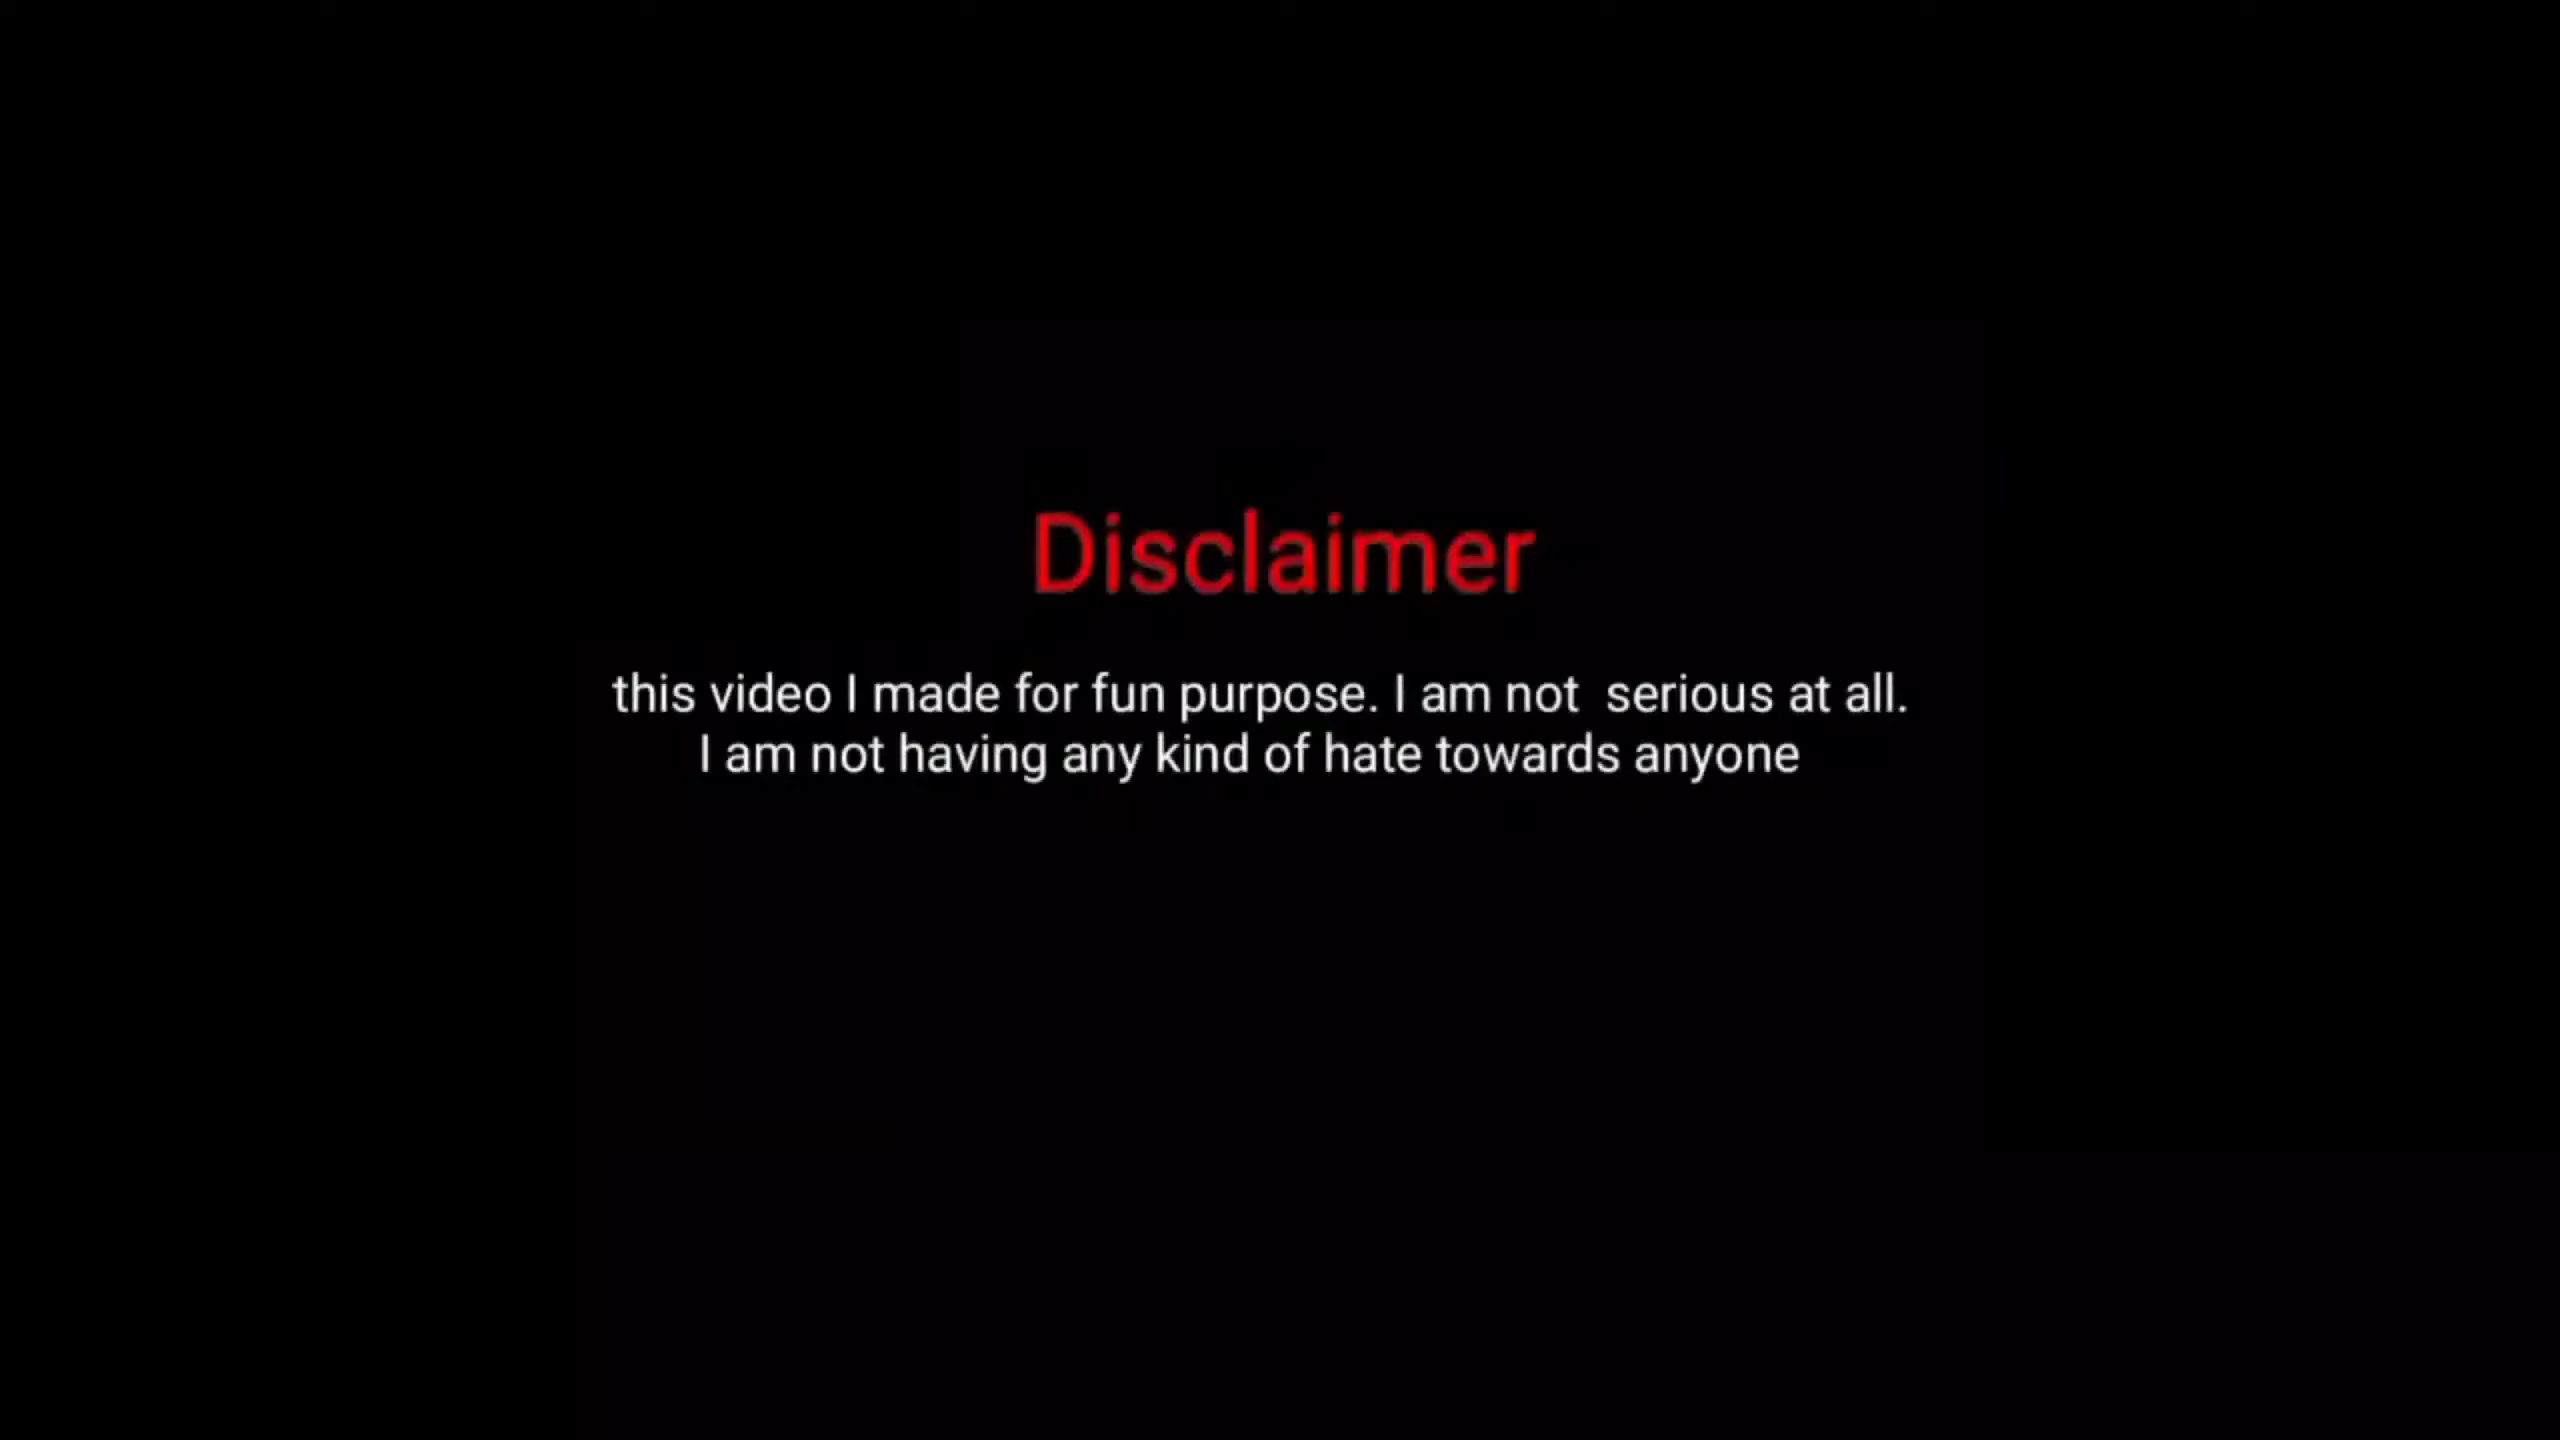 Disclaimer
this video I made for fun purpose. I am not  serious at all.
I am not having any kind of hate towards anyone